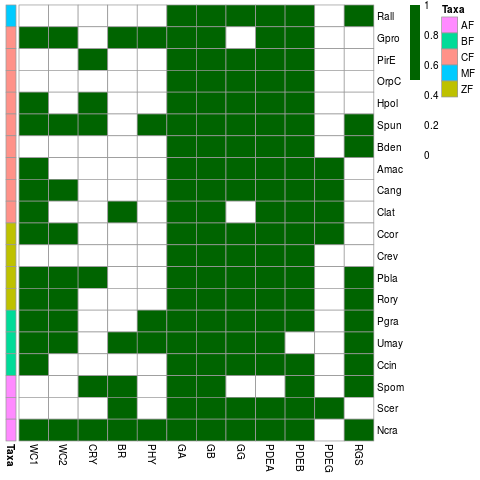 1
0.8
0.6
0.4
0.2
0
Taxa
AF
BF
CF
MF
ZF
Rall
Gpro
PirE
OrpC
Hpol
Spun
Bden
Amac
Cang
Clat
Ccor
Crev
Pbla
Rory
Pgra
Umay
Ccin
Spom
Scer
Ncra
Taxa
WC1
WC2
CRY
BR
PHY
GA
GB
GG
PDEA
PDEB
PDEG
RGS